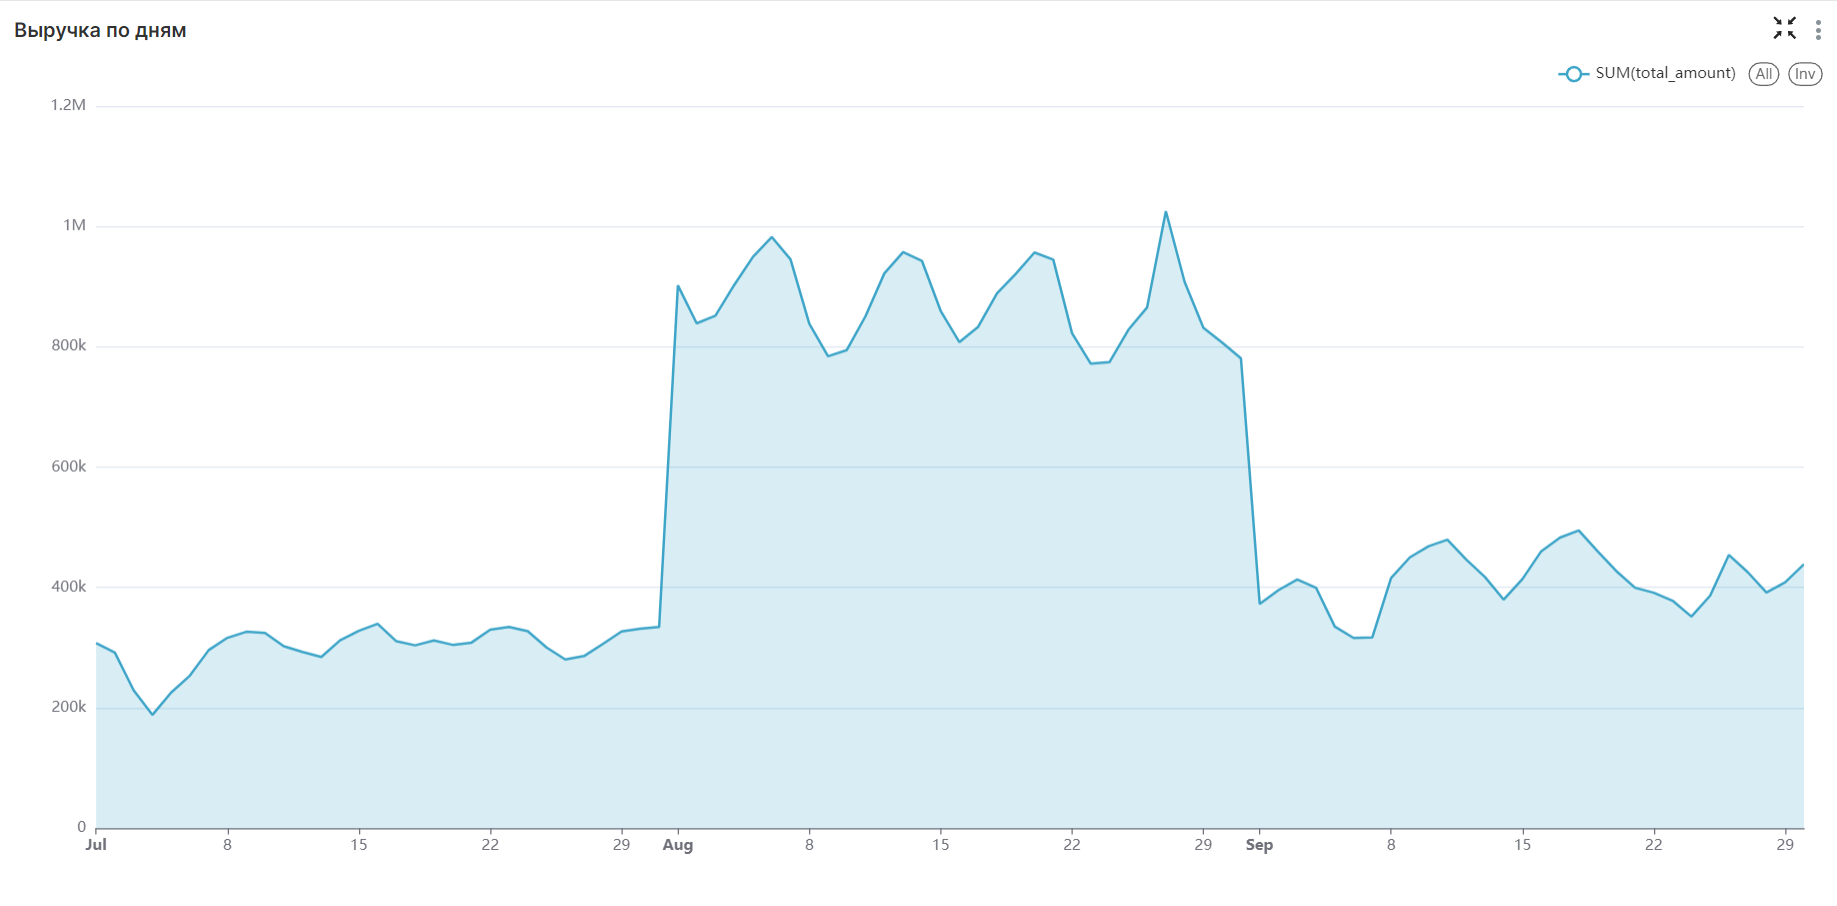 Выручка по дням
SUM(total_amount) All Inv
1.2M
1M
800k
600k
400k
200k
0
Jul 8 15 22 29 Aug 8 15 22 29 Sep 8 15 22 29